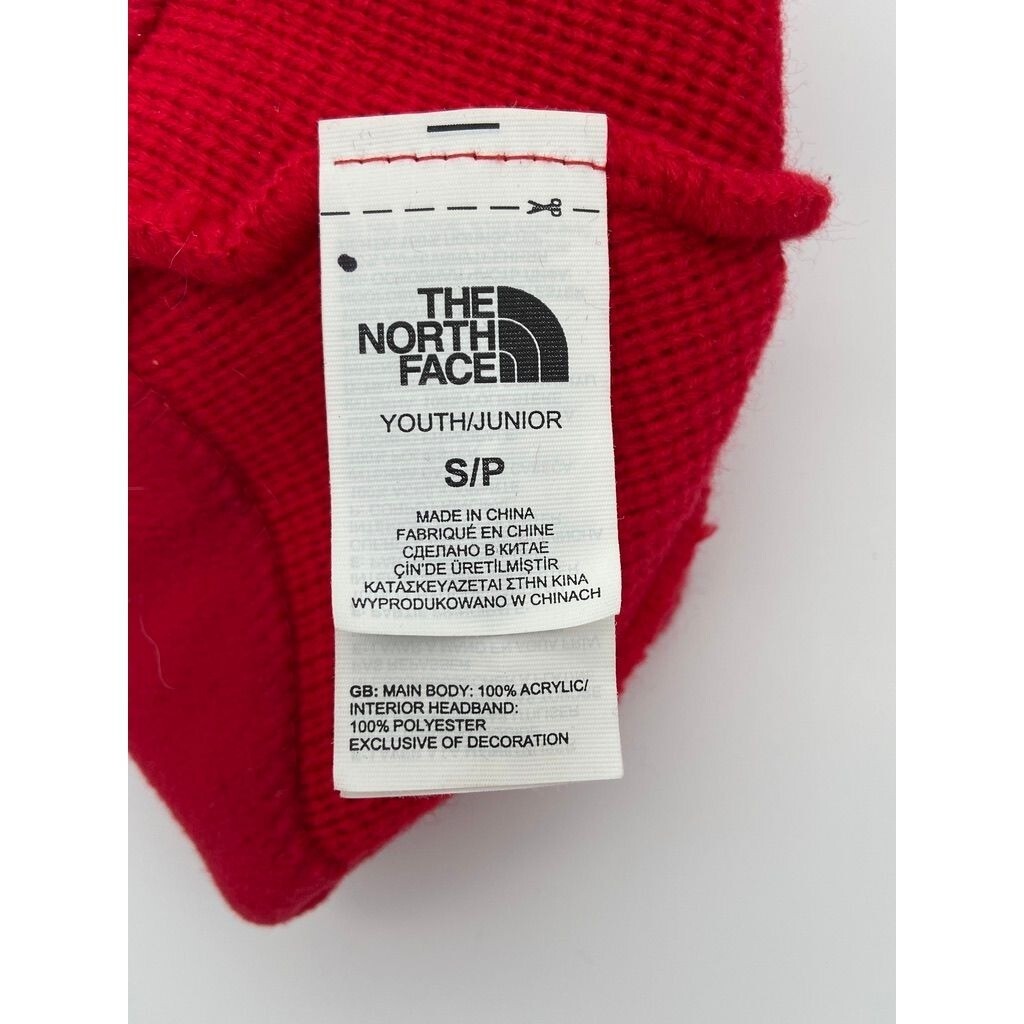 THE
NORTH
FACE
YOUTH/JUNIOR
S/P
MADE IN CHINA
FABRIQUÉ EN CHINE
СДЕЛАНО В КИТАЕ
ÇİN'DE ÜRETİLMİŞTİR
ΚΑΤΑΣΚΕΥΑΖΕΤΑΙ ΣΤΗΝ ΚΙΝΑ
WYPRODUKOWANO W CHINACH
GB: MAIN BODY: 100% ACRYLIC/
INTERIOR HEADBAND:
100% POLYESTER
EXCLUSIVE OF DECORATION